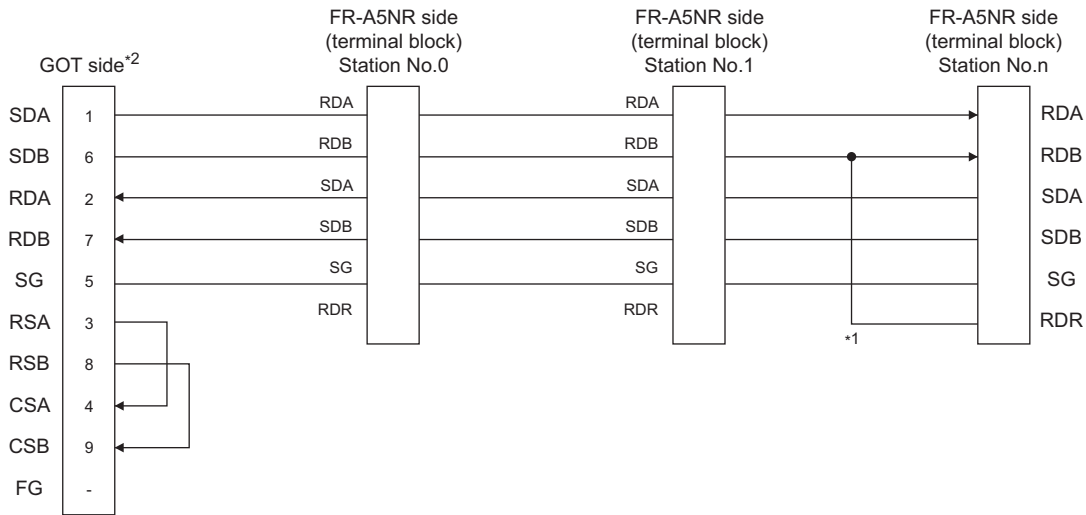 FR-A5NR side
(terminal block)
Station No.0
FR-A5NR side
(terminal block)
Station No.1
FR-A5NR side
(terminal block)
Station No.n
GOT side*2
SDA 1 RDA RDA RDA
SDB 6 RDB RDB RDB
RDA 2 SDA SDA SDA
RDB 7 SDB SDB SDB
SG 5 SG SG SG
RSA 3 RDR RDR RDR
*1
RSB 8
CSA 4
CSB 9
FG -